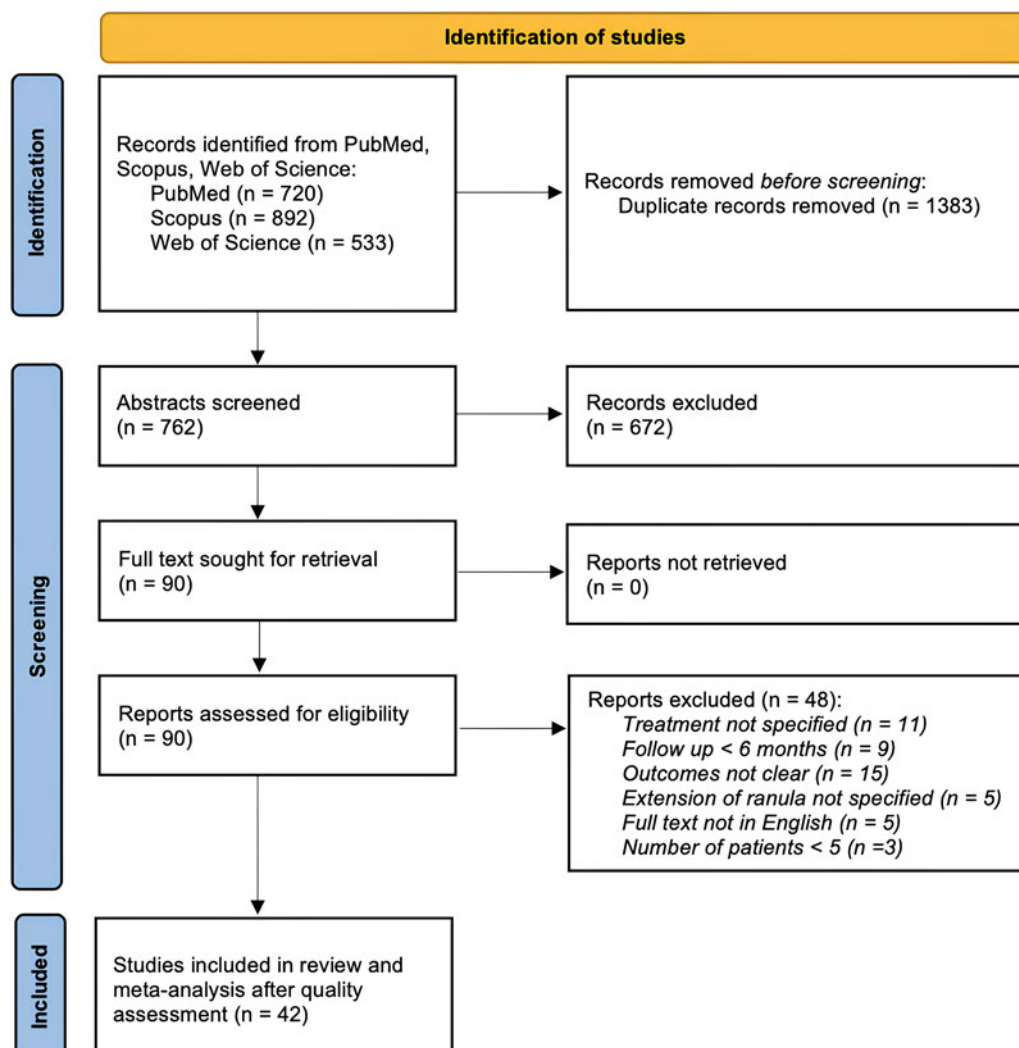 Identification of studies
Identification
Records identified from PubMed,
Scopus, Web of Science:
PubMed (n = 720)
Scopus (n = 892)
Web of Science (n = 533)
Records removed before screening:
Duplicate records removed (n = 1383)
Screening
Abstracts screened
(n = 762)
Records excluded
(n = 672)
Full text sought for retrieval
(n = 90)
Reports not retrieved
(n = 0)
Reports assessed for eligibility
(n = 90)
Reports excluded (n = 48):
Treatment not specified (n = 11)
Follow up < 6 months (n = 9)
Outcomes not clear (n = 15)
Extension of ranula not specified (n = 5)
Full text not in English (n = 5)
Number of patients < 5 (n =3)
Included
Studies included in review and
meta-analysis after quality
assessment (n = 42)